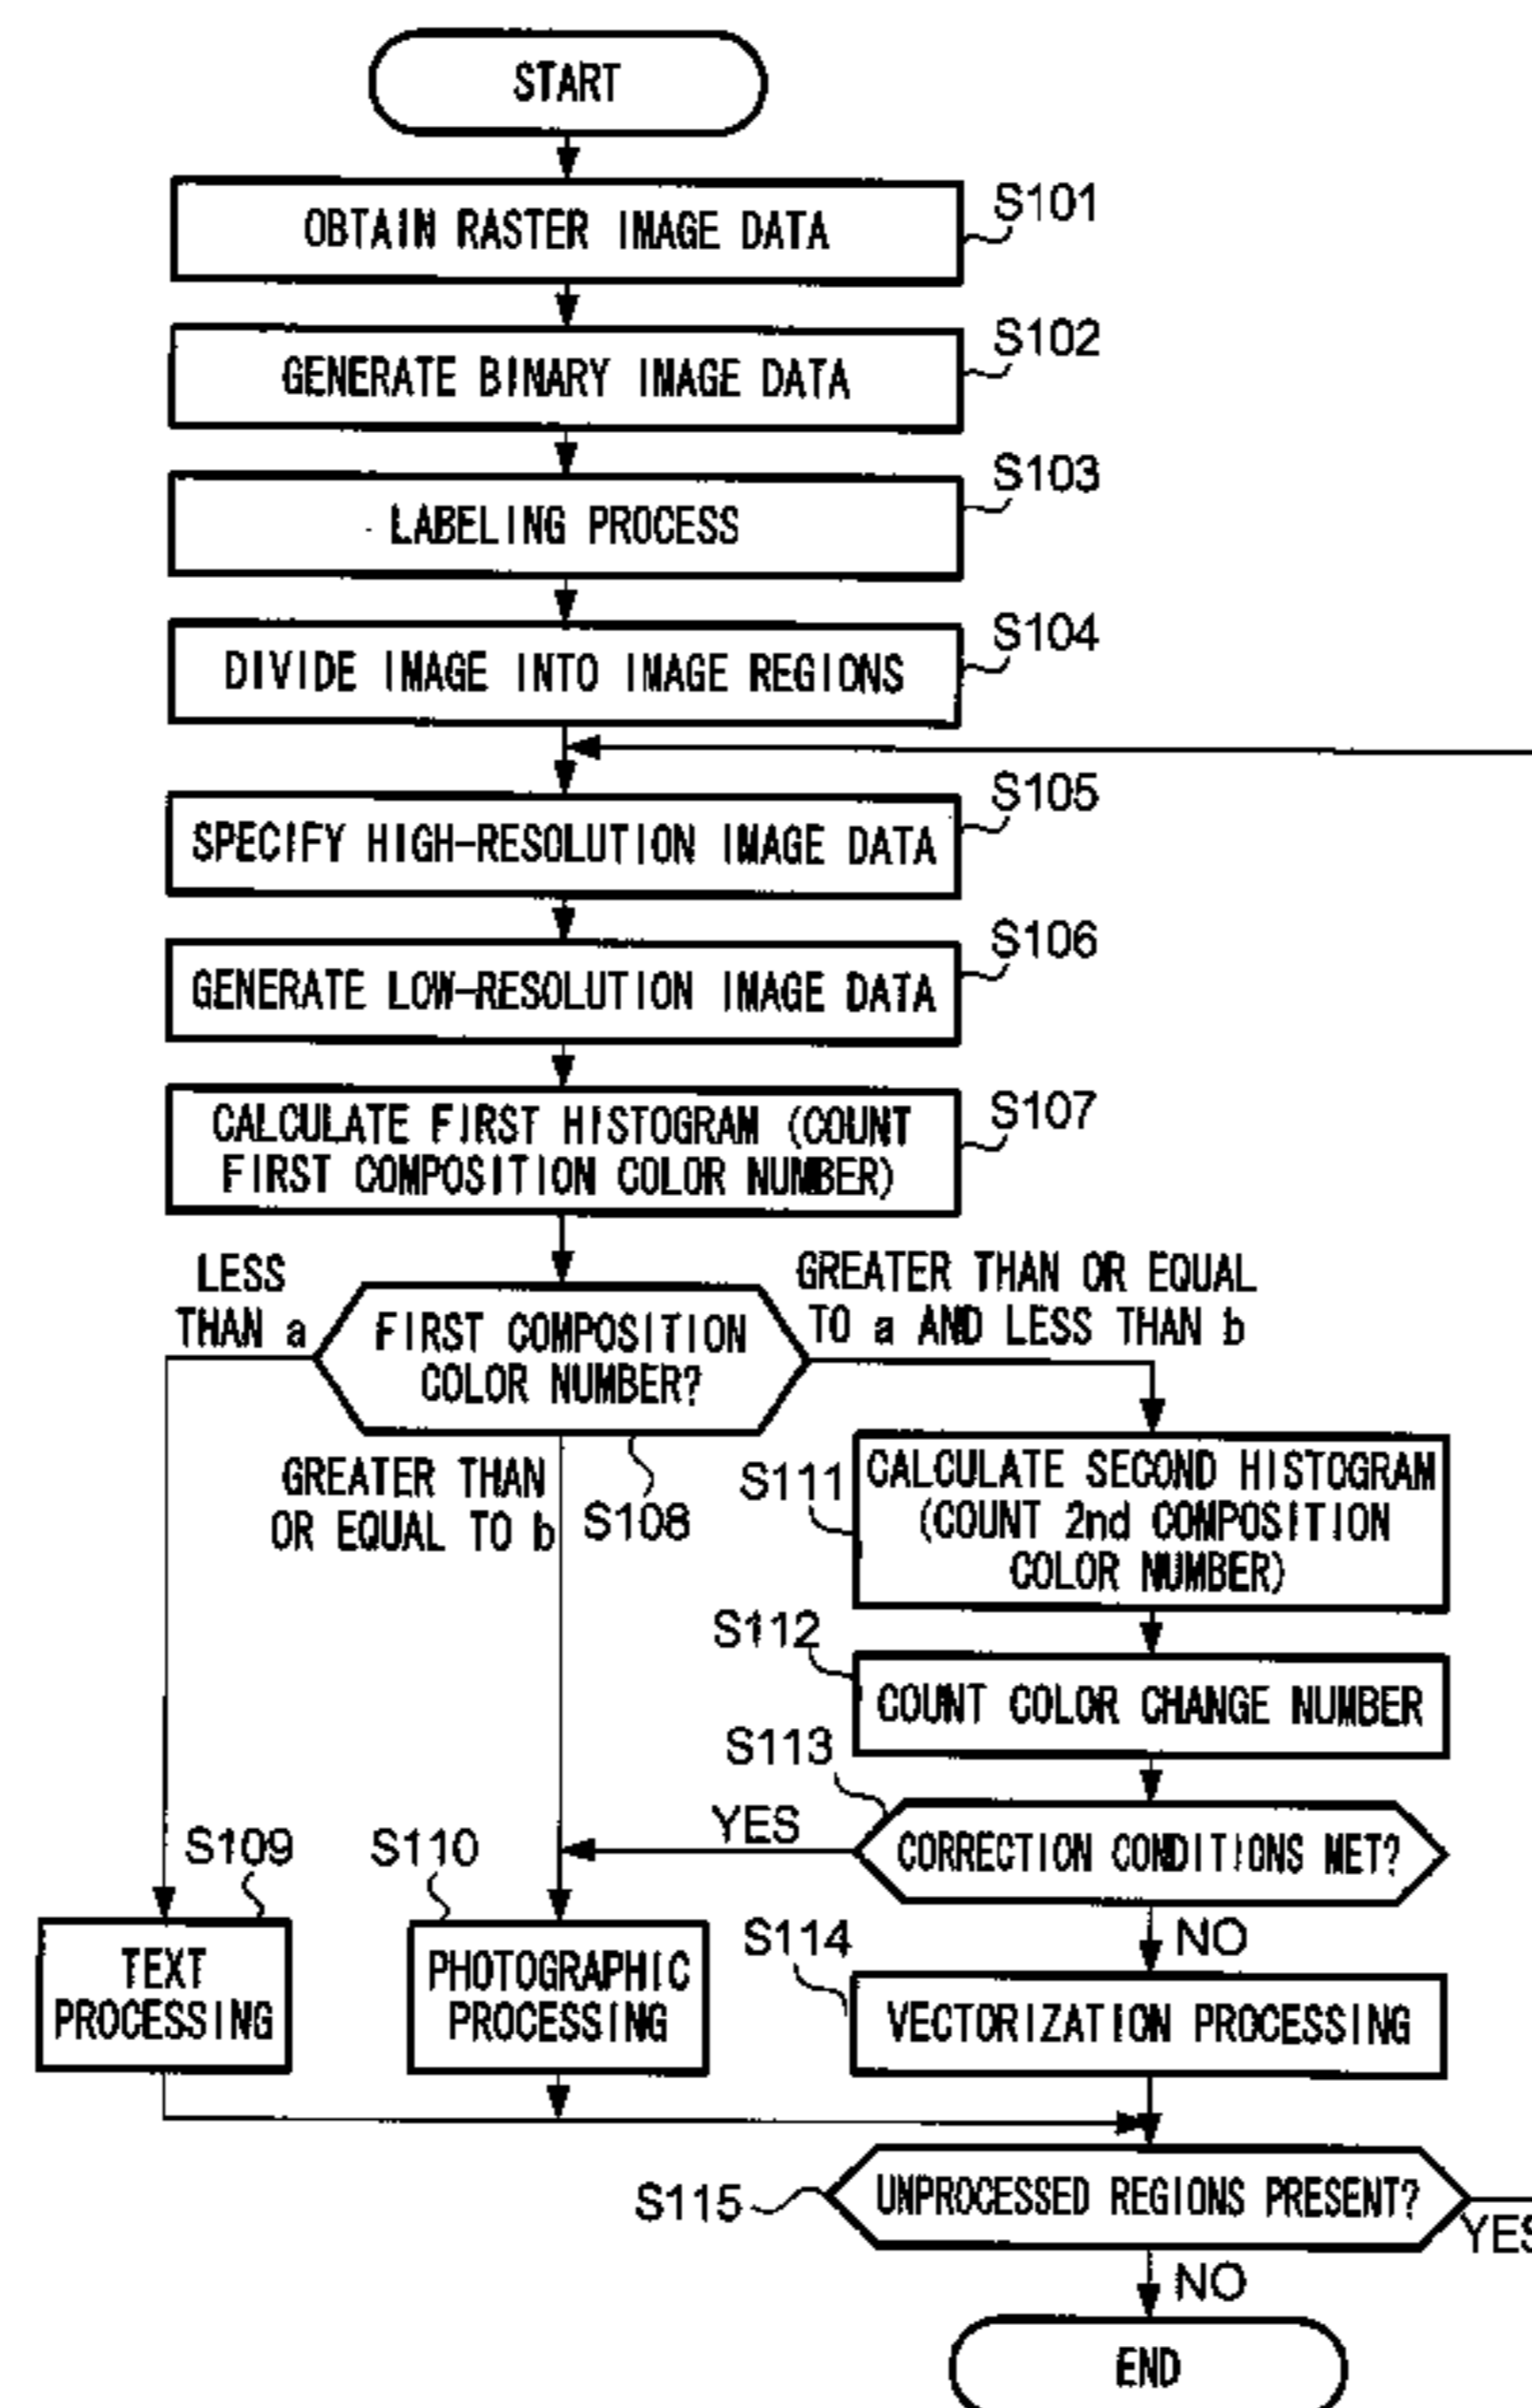 START
OBTAIN RASTER IMAGE DATA
S101
GENERATE BINARY IMAGE DATA
S102
LABELING PROCESS
S103
DIVIDE IMAGE INTO IMAGE REGIONS
S104
SPECIFY HIGH-RESOLUTION IMAGE DATA
S105
GENERATE LOW-RESOLUTION IMAGE DATA
S106
CALCULATE FIRST HISTOGRAM (COUNT
FIRST COMPOSITION COLOR NUMBER)
S107
LESS
THAN a
FIRST COMPOSITION
COLOR NUMBER?
GREATER THAN OR EQUAL
TO a AND LESS THAN b
GREATER THAN
OR EQUAL TO b
S108
S111
CALCULATE SECOND HISTOGRAM
(COUNT 2nd COMPOSITION
COLOR NUMBER)
S112
COUNT COLOR CHANGE NUMBER
S113
YES
CORRECTION CONDITIONS MET?
NO
S109
TEXT
PROCESSING
S110
PHOTOGRAPHIC
PROCESSING
S114
VECTORIZATION PROCESSING
S115
UNPROCESSED REGIONS PRESENT?
YES
NO
END